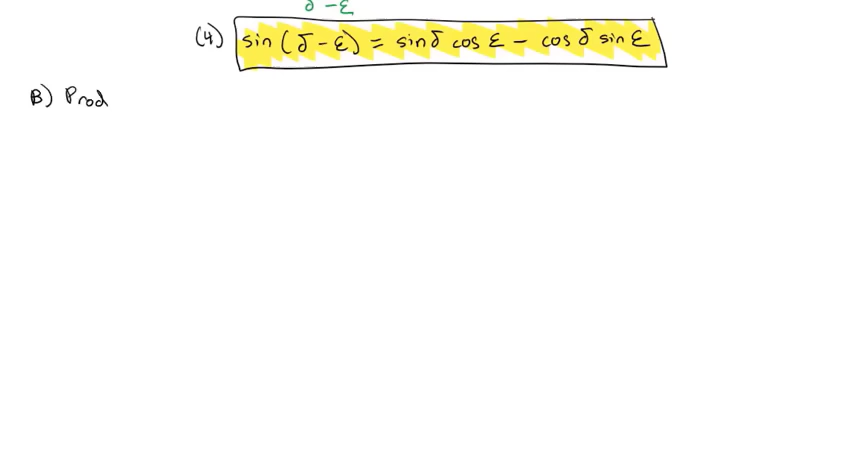 δ - ε
(4) sin (δ - ε) = sin δ cos ε - cos δ sin ε
B) Prod